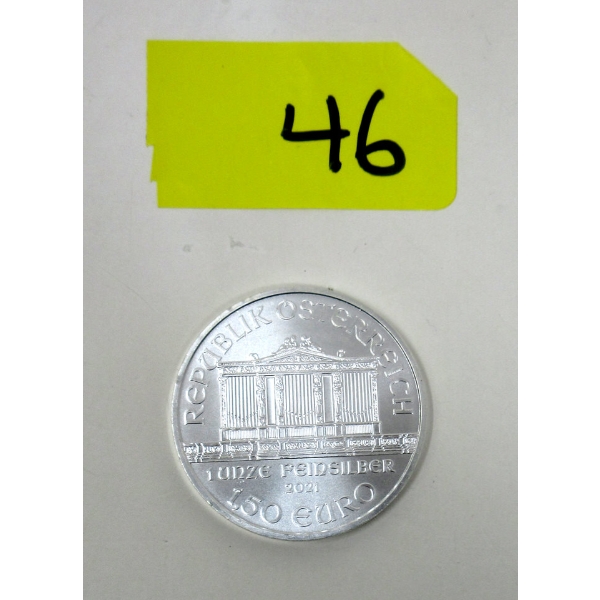 46
REPUBLIK ÖSTERREICH
1 UNZE FEINSILBER
2021
1,50 EURO